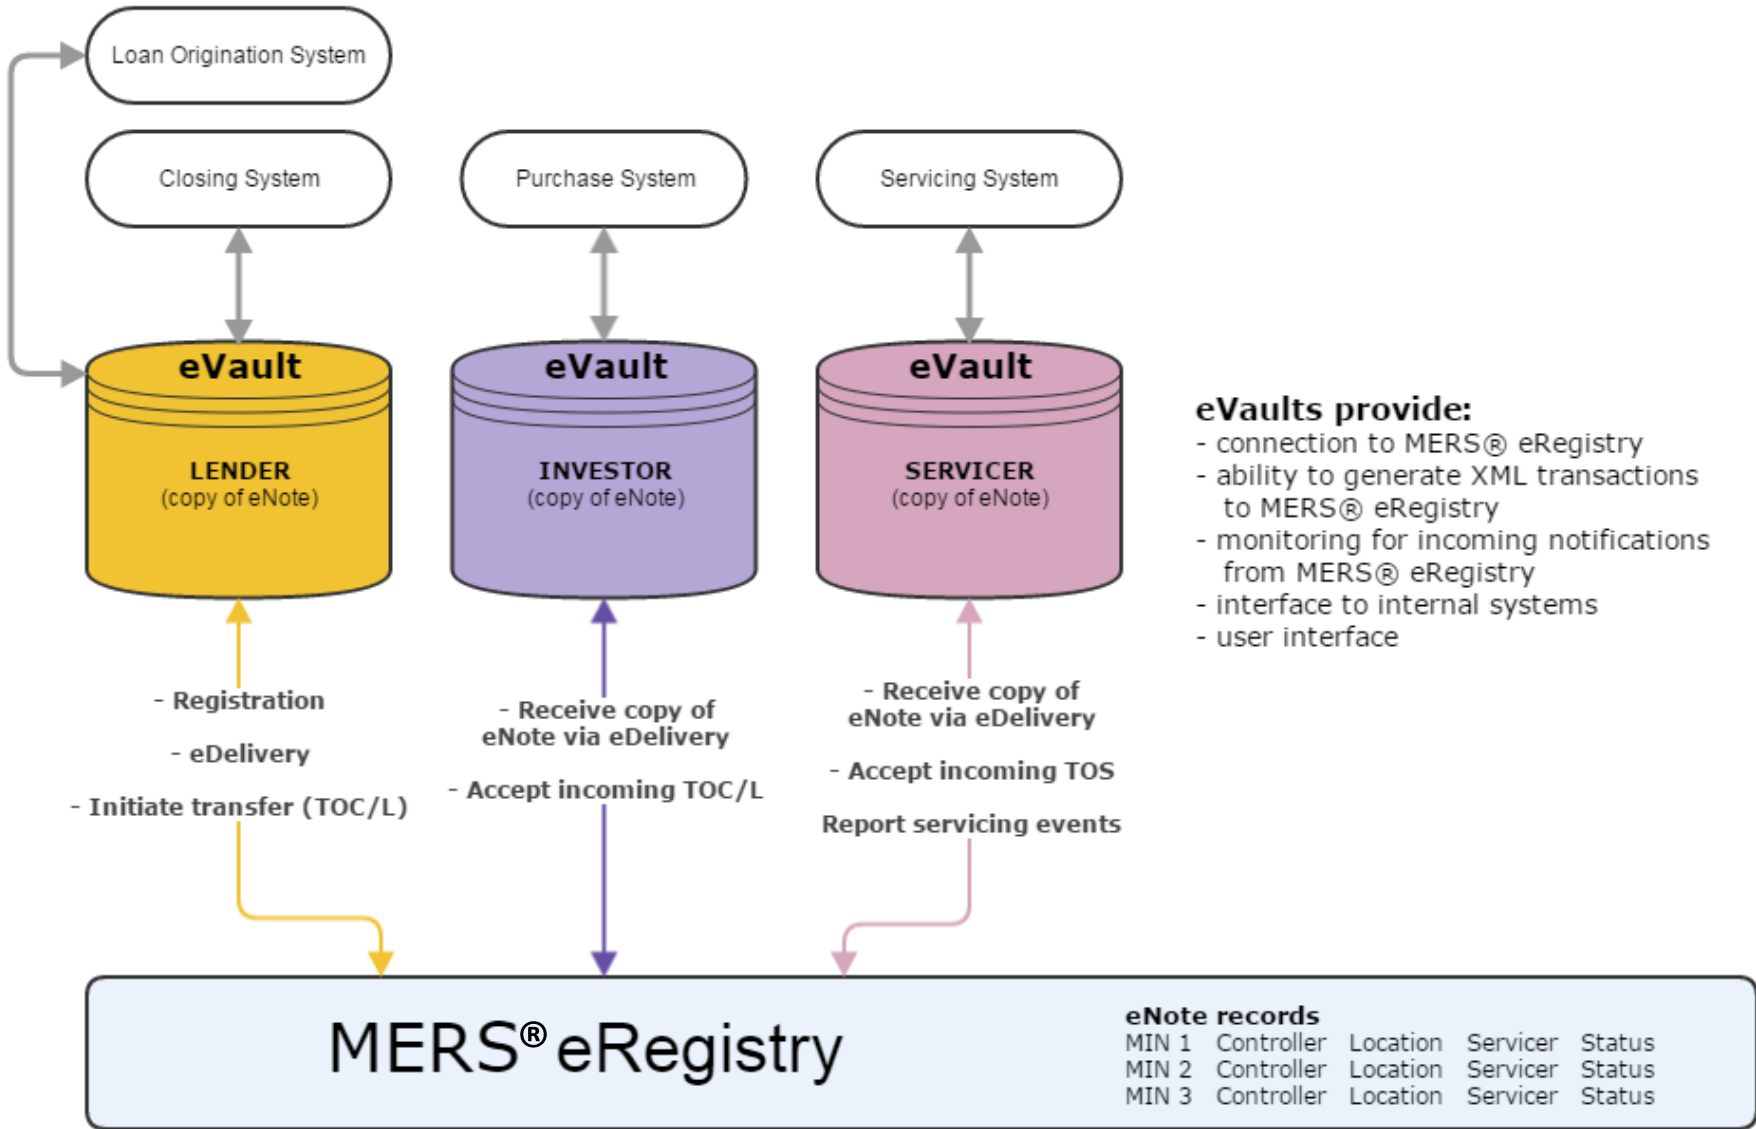 Loan Origination System
Closing System
Purchase System
Servicing System
eVault
LENDER
(copy of eNote)
eVault
INVESTOR
(copy of eNote)
eVault
SERVICER
(copy of eNote)
eVaults provide:
- connection to MERS® eRegistry
- ability to generate XML transactions
to MERS® eRegistry
- monitoring for incoming notifications
from MERS® eRegistry
- interface to internal systems
- user interface
- Registration
- eDelivery
- Initiate transfer (TOC/L)
- Receive copy of
eNote via eDelivery
- Accept incoming TOC/L
- Receive copy of
eNote via eDelivery
- Accept incoming TOS
Report servicing events
MERS® eRegistry
eNote records
MIN 1 Controller Location Servicer Status
MIN 2 Controller Location Servicer Status
MIN 3 Controller Location Servicer Status